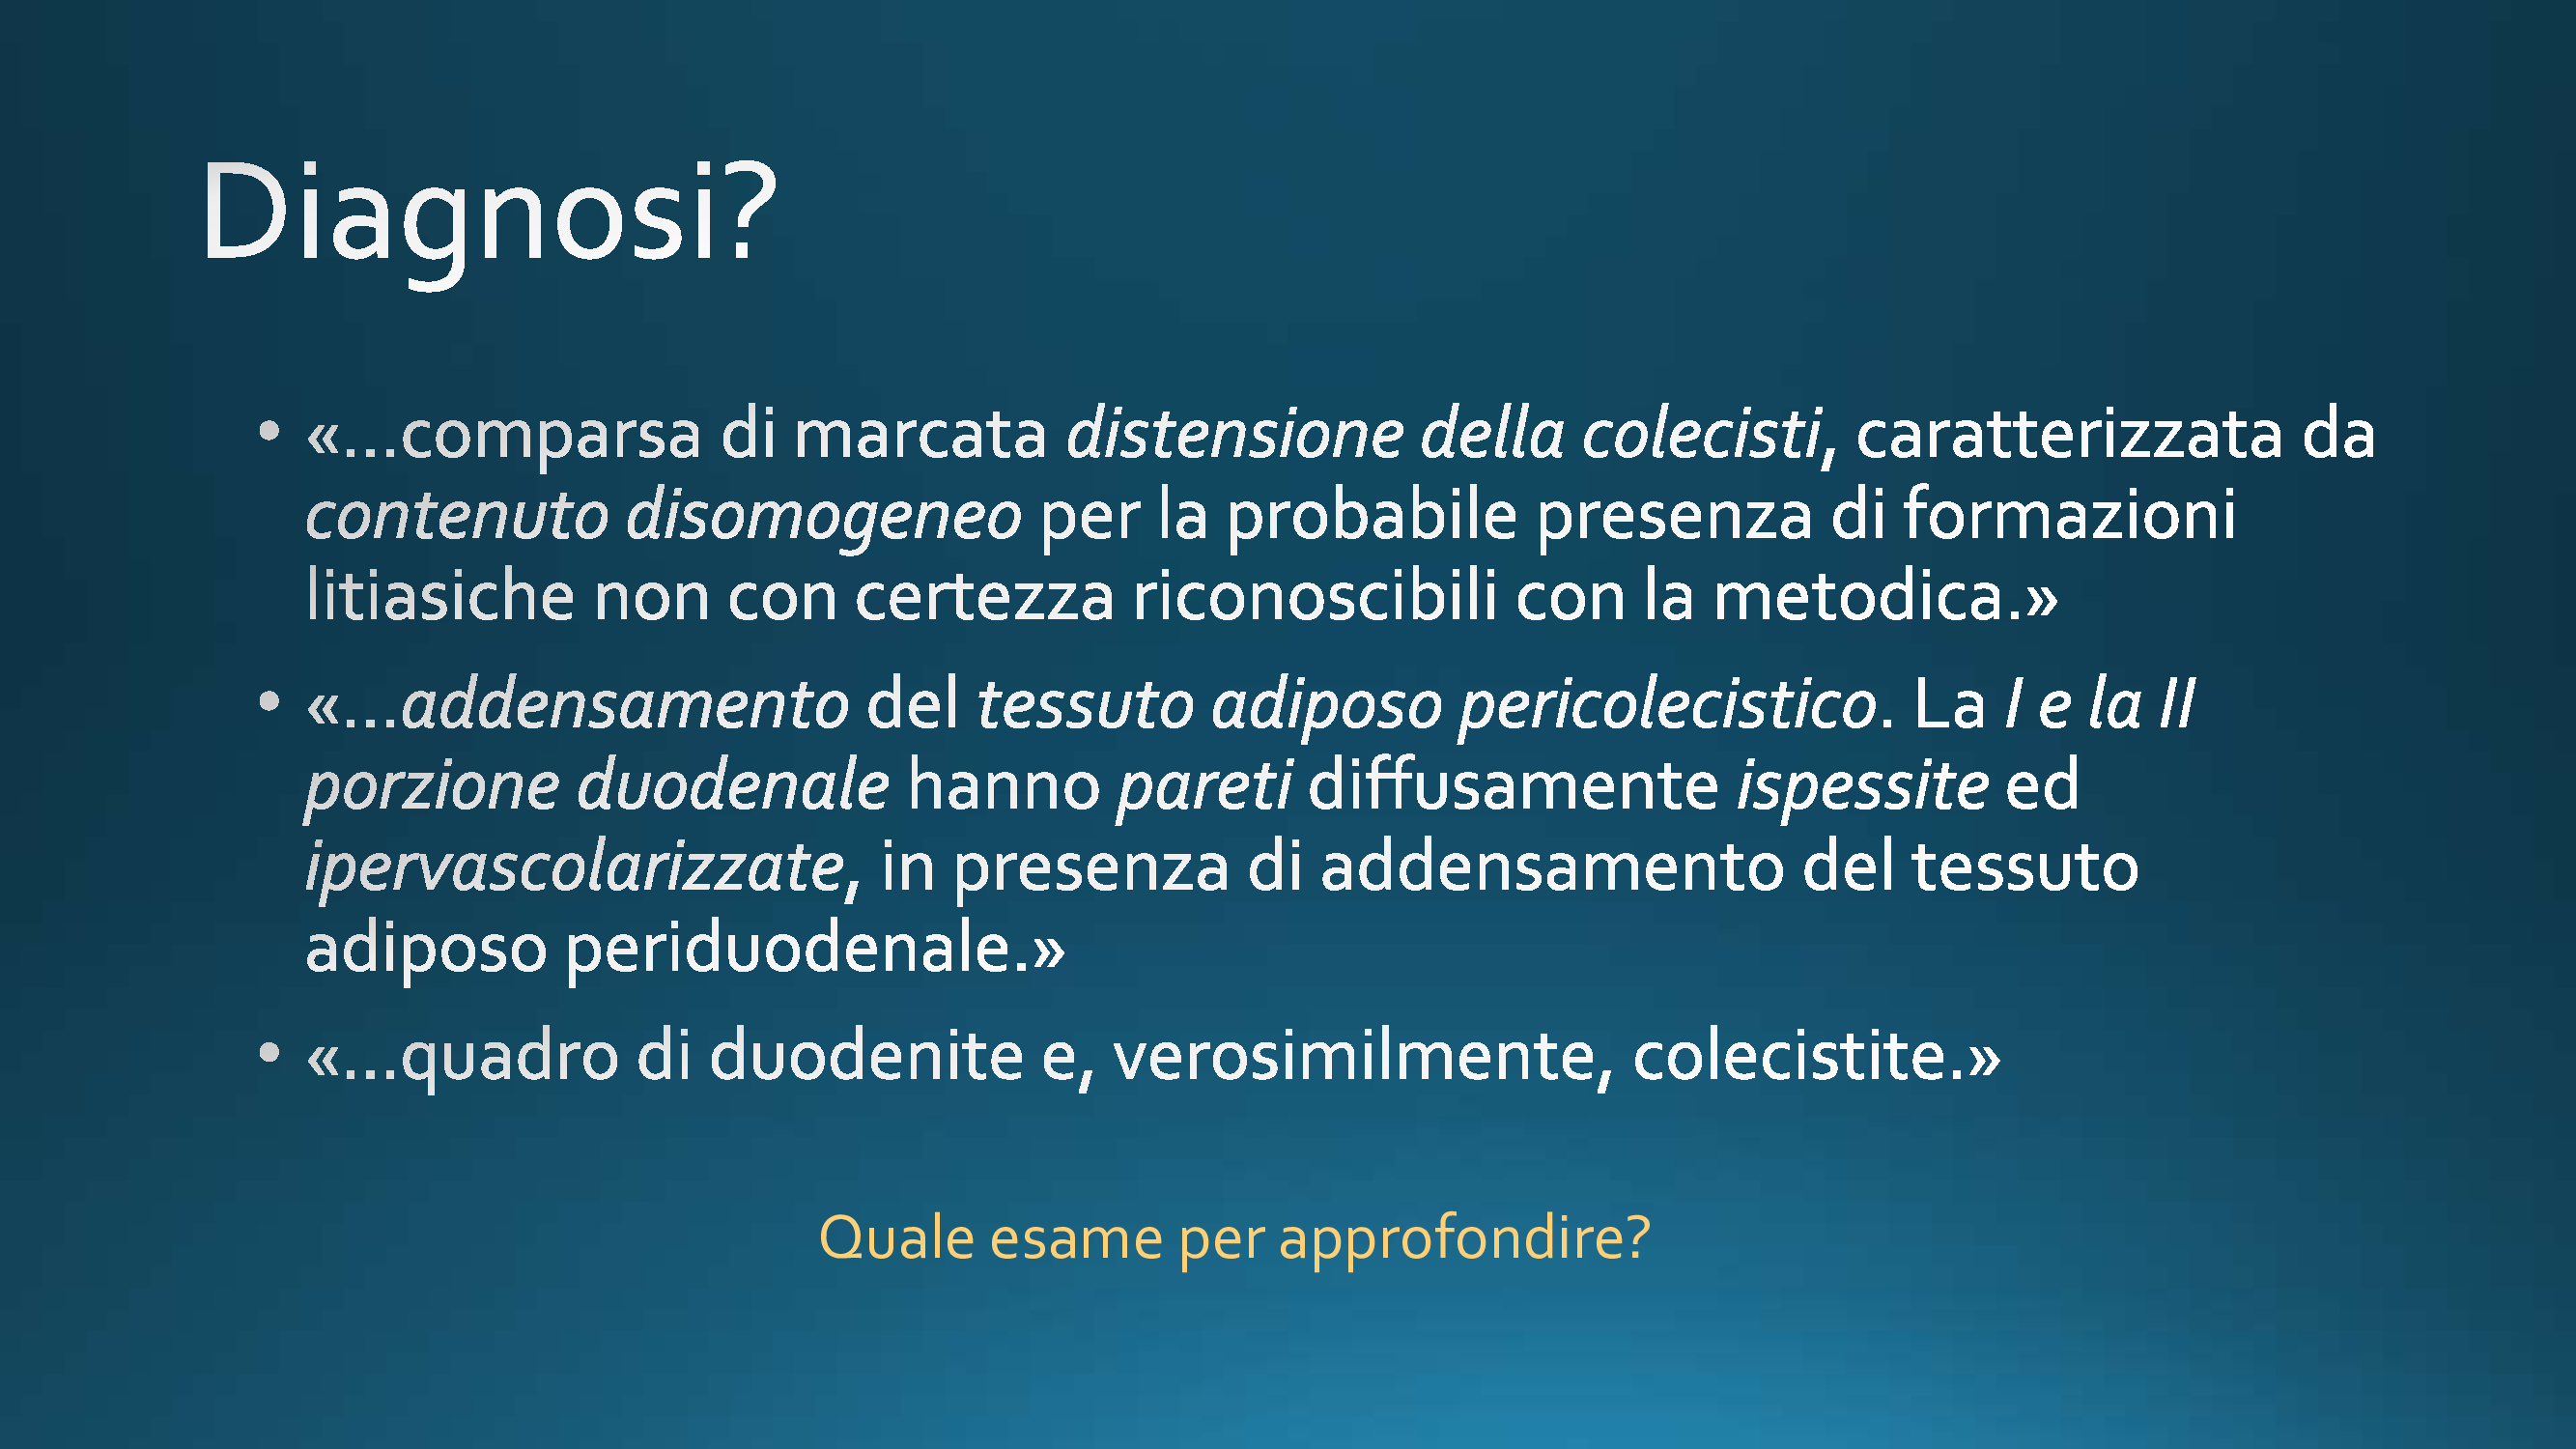 Diagnosi?
• «…comparsa di marcata distensione della colecisti, caratterizzata da
contenuto disomogeneo per la probabile presenza di formazioni
litiasiche non con certezza riconoscibili con la metodica.»
• «…addensamento del tessuto adiposo pericolecistico. La I e la II
porzione duodenale hanno pareti diffusamente ispessite ed
ipervascolarizzate, in presenza di addensamento del tessuto
adiposo periduodenale.»
• «…quadro di duodenite e, verosimilmente, colecistite.»
Quale esame per approfondire?